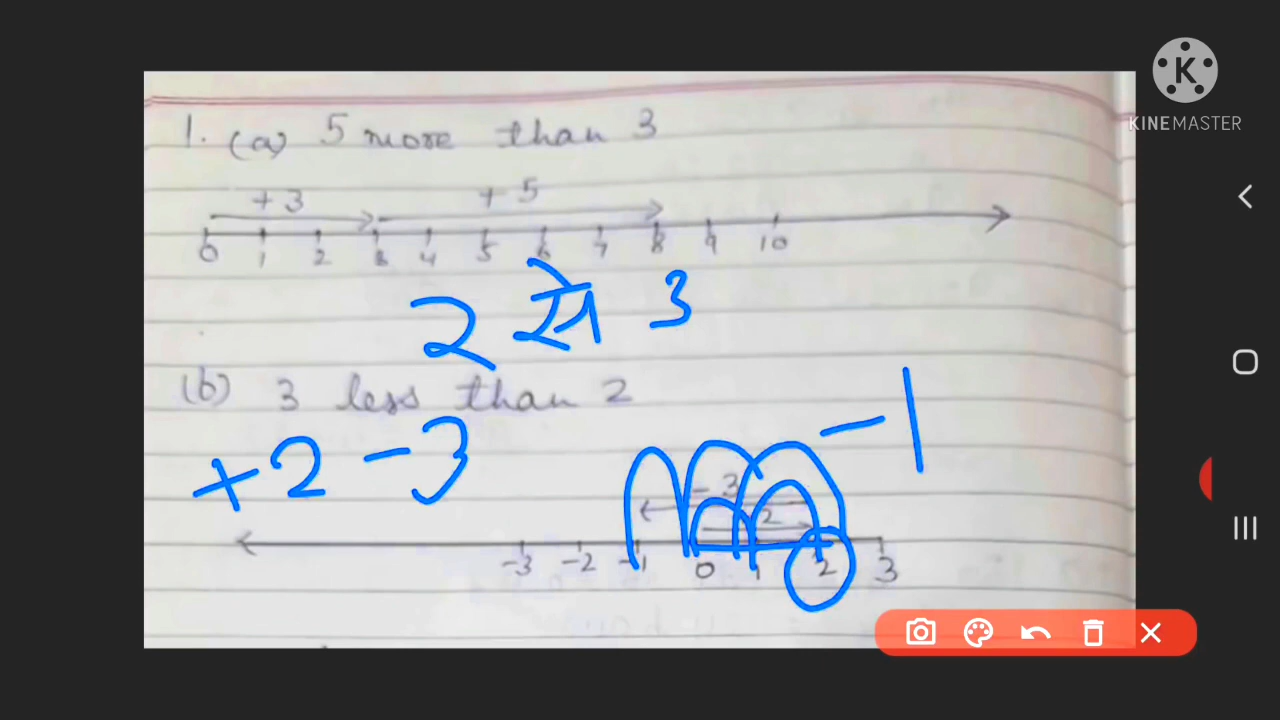 KINEMASTER
1. (a) 5 more than 3
+3 +5
0 1 2 3 4 5 6 7 8 9 10
2 से 3
(b) 3 less than 2
+2 -3 -1
-3
2
-3 -2 -1 0 1 2 3